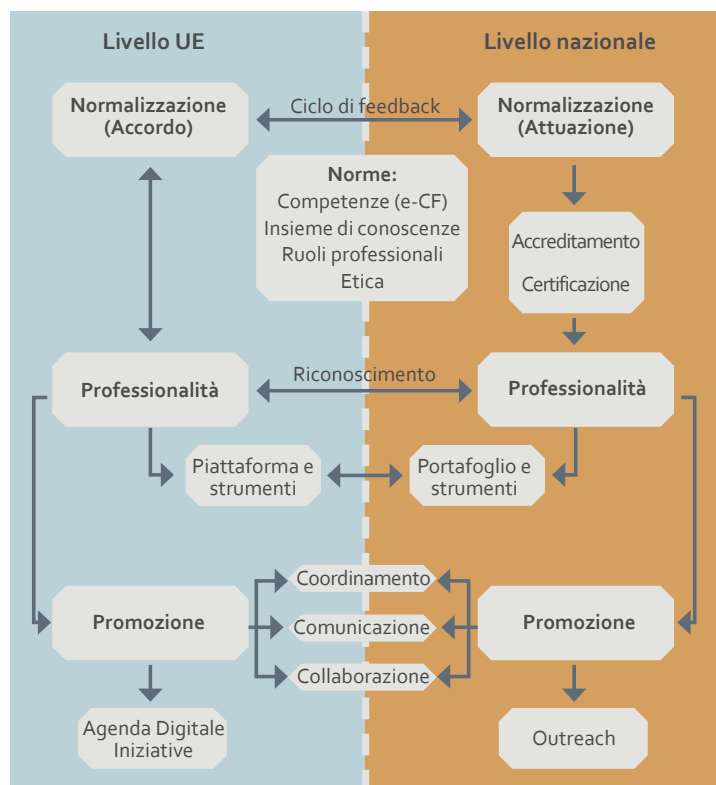 Livello UE
Livello nazionale
Normalizzazione
(Accordo)
Ciclo di feedback
Normalizzazione
(Attuazione)
Norme:
Competenze (e-CF)
Insieme di conoscenze
Ruoli professionali
Etica
Accreditamento
Certificazione
Professionalità
Riconoscimento
Professionalità
Piattaforma e
strumenti
Portafoglio e
strumenti
Coordinamento
Promozione
Comunicazione
Promozione
Collaborazione
Agenda Digitale
Iniziative
Outreach